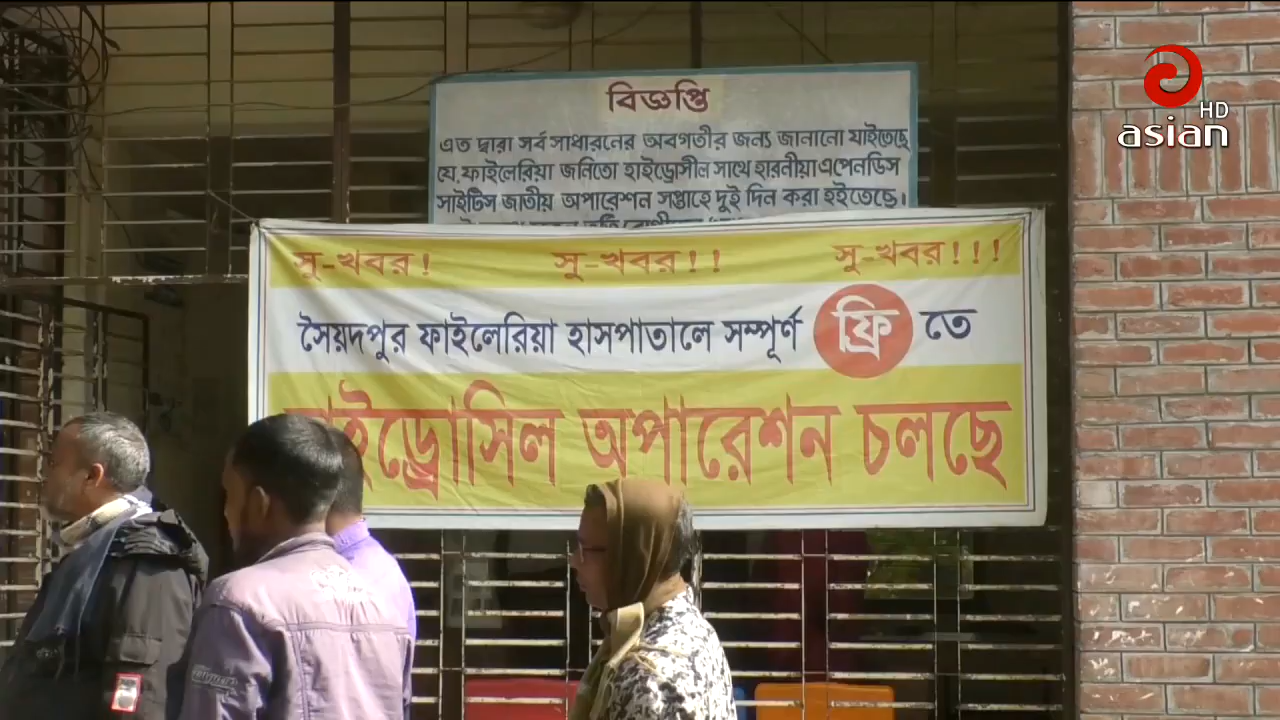 বিজ্ঞপ্তি
এত দ্বারা সর্ব সাধারনের অবগতীর জন্য জানানো যাইতেছে
যে, ফাইলেরিয়া জনিতো হাইড্রোসীল সাথে হারনীয়া এপেনডিস
সাইটিস জাতীয় অপারেশন সপ্তাহে দুই দিন করা হইতেছে।
সু-খবর! সু-খবর!! সু-খবর!!!
সৈয়দপুর ফাইলেরিয়া হাসপাতালে সম্পূর্ণ ফ্রি তে
হাইড্রোসিল অপারেশন চলছে
HD
asian